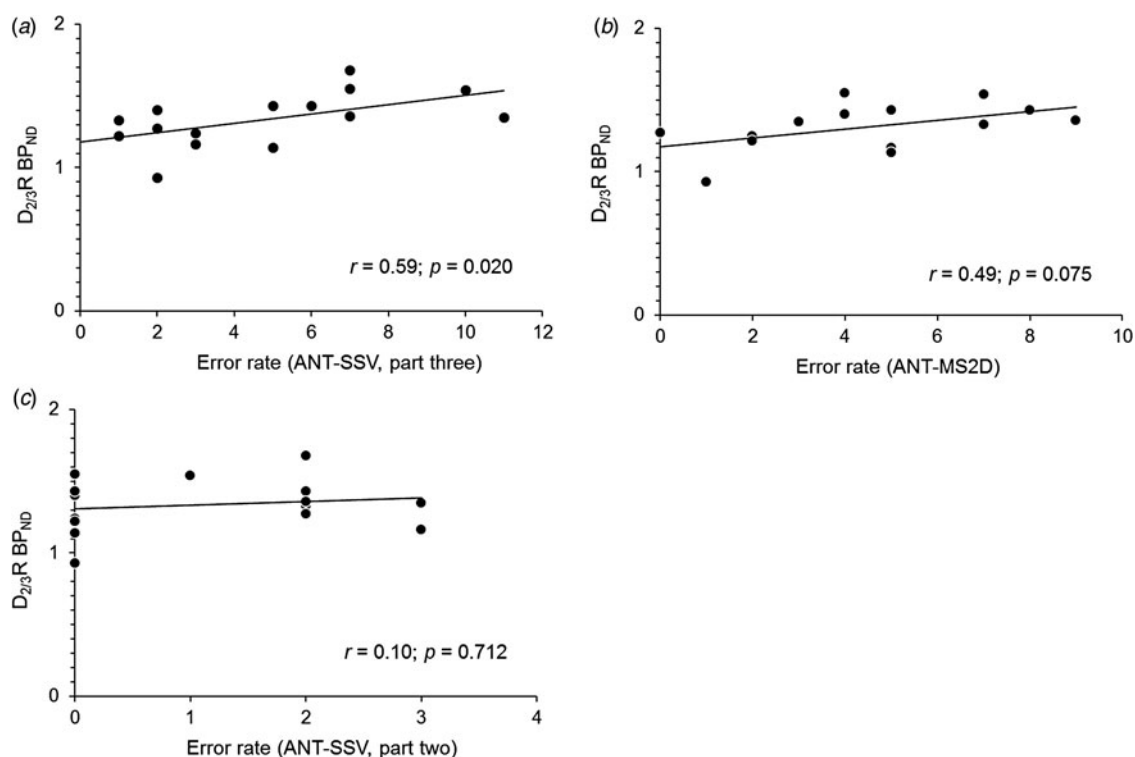 (a)
2
1
0
D2/3R BPND
r = 0.59; p = 0.020
0 2 4 6 8 10 12
Error rate (ANT-SSV, part three)
(b)
2
1
0
D2/3R BPND
r = 0.49; p = 0.075
0 2 4 6 8 10
Error rate (ANT-MS2D)
(c)
2
1
0
D2/3R BPND
r = 0.10; p = 0.712
0 1 2 3 4
Error rate (ANT-SSV, part two)